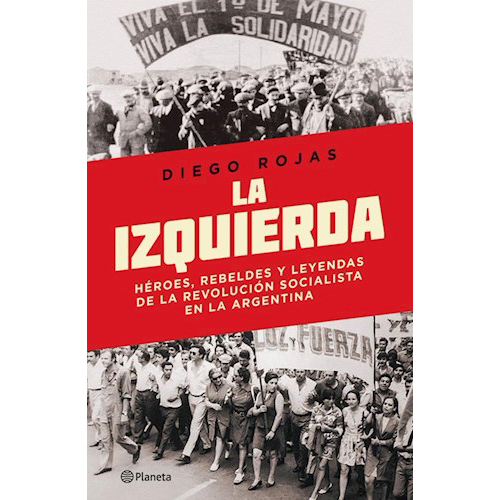 VIVA EL 1º DE MAYO!
VIVA LA SOLIDARIDAD!
DIEGO ROJAS
LA
IZQUIERDA
HÉROES, REBELDES Y LEYENDAS
DE LA REVOLUCIÓN SOCIALISTA
EN LA ARGENTINA
LUZ Y FUERZA
Planeta